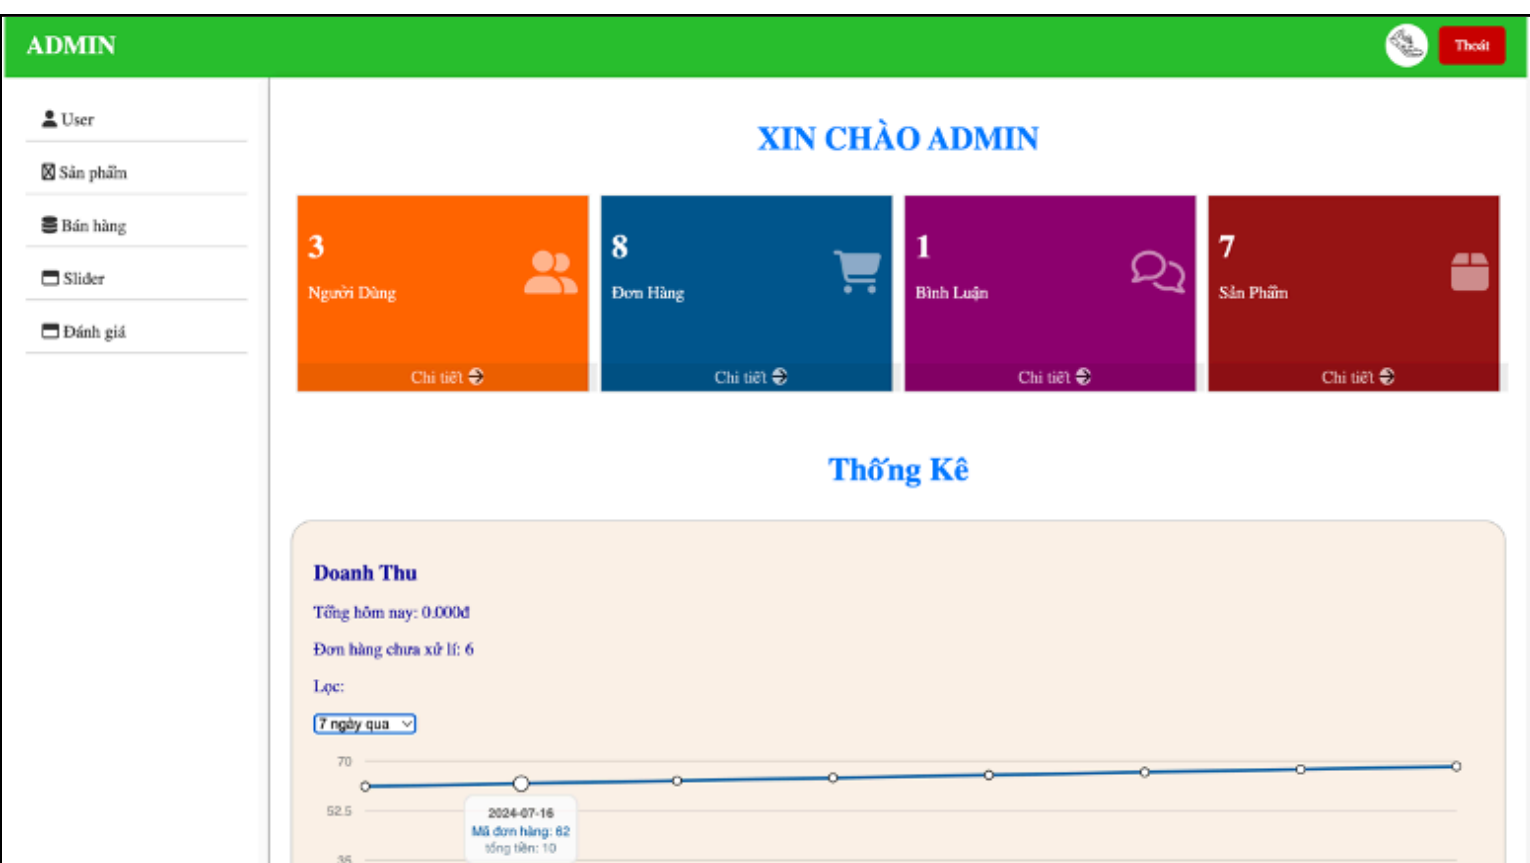 ADMIN
Thoát
User
Sản phẩm
Bán hàng
Slider
Đánh giá
XIN CHÀO ADMIN
3
Người Dùng
Chi tiết
8
Đơn Hàng
Chi tiết
1
Bình Luận
Chi tiết
7
Sản Phẩm
Chi tiết
Thống Kê
Doanh Thu
Tổng hôm nay: 0.000đ
Đơn hàng chưa xử lí: 6
Lọc:
7 ngày qua
70
52.5
35
2024-07-16
Mã đơn hàng: 62
tổng tiền: 10